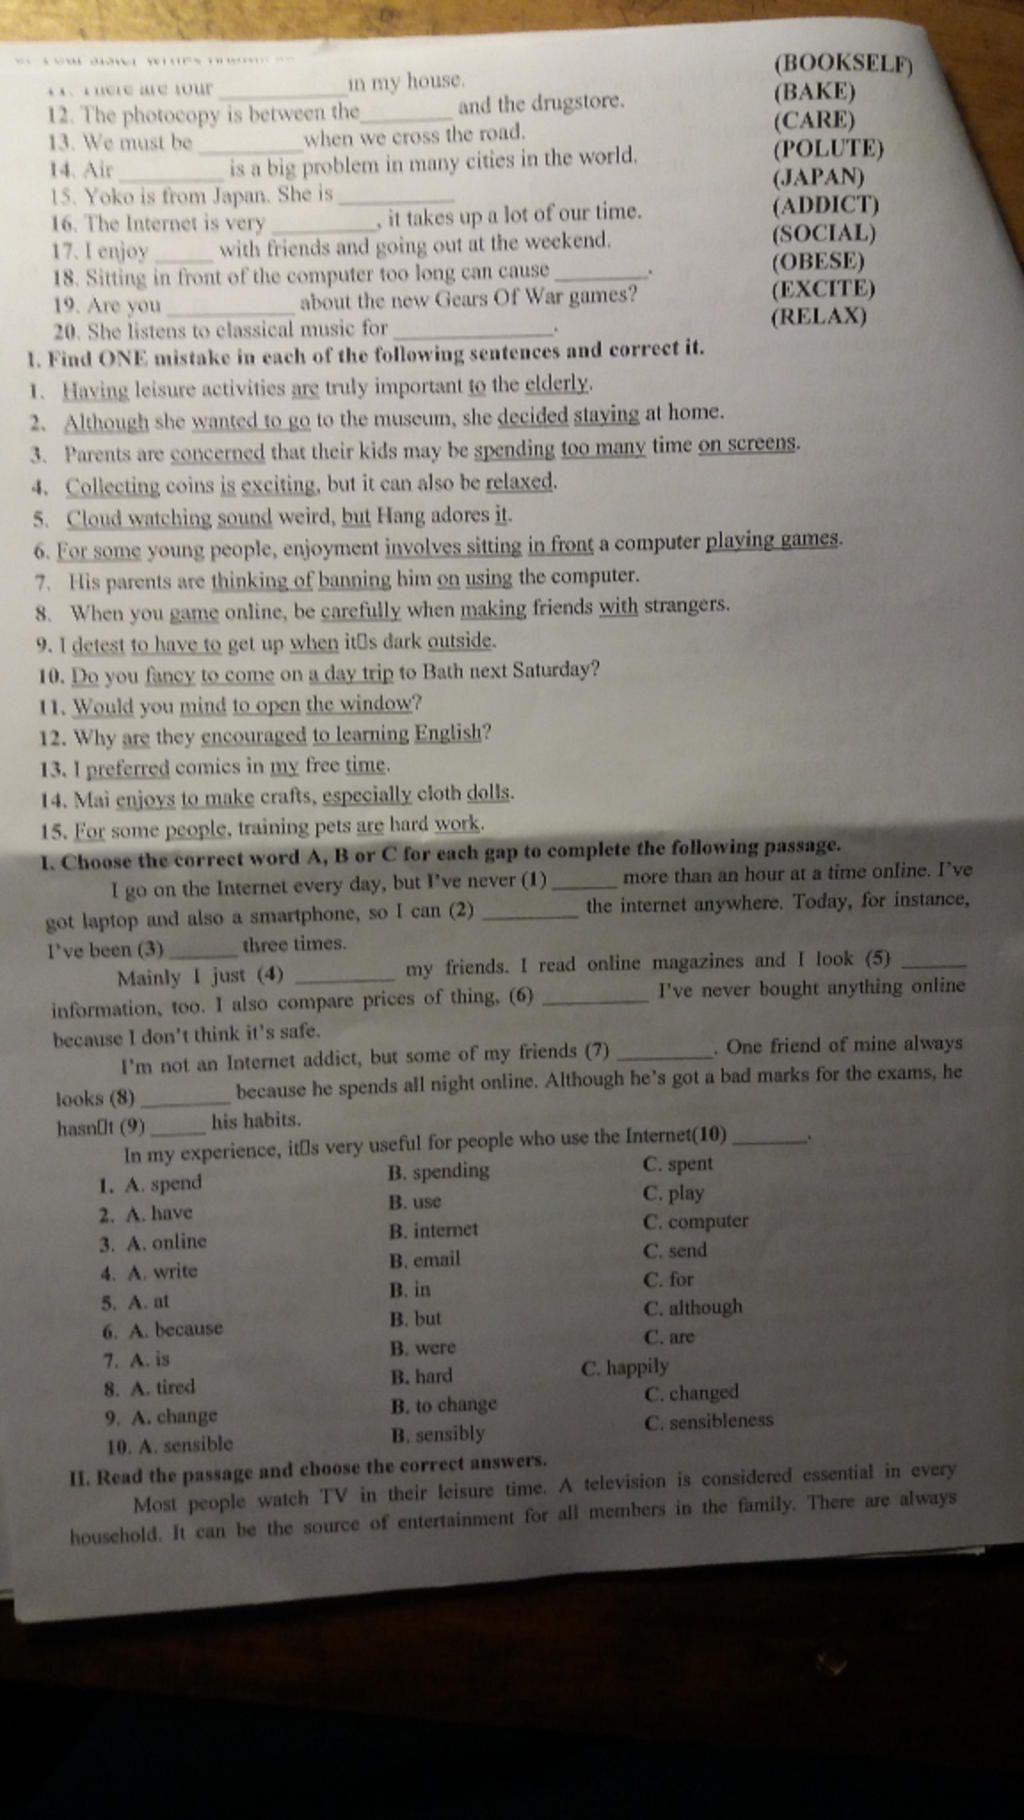 in my house. (BOOKSELF)
12. The photocopy is between the ________ and the drugstore. (BAKE)
13. We must be ________ when we cross the road. (CARE)
14. Air ________ is a big problem in many cities in the world. (POLUTE)
15. Yoko is from Japan. She is ________ (JAPAN)
16. The Internet is very ________, it takes up a lot of our time. (ADDICT)
17. I enjoy ________ with friends and going out at the weekend. (SOCIAL)
18. Sitting in front of the computer too long can cause ________. (OBESE)
19. Are you ________ about the new Gears Of War games? (EXCITE)
20. She listens to classical music for ________. (RELAX)
I. Find ONE mistake in each of the following sentences and correct it.
1. Having leisure activities are truly important to the elderly.
2. Although she wanted to go to the museum, she decided staying at home.
3. Parents are concerned that their kids may be spending too many time on screens.
4. Collecting coins is exciting, but it can also be relaxed.
5. Cloud watching sound weird, but Hang adores it.
6. For some young people, enjoyment involves sitting in front a computer playing games.
7. His parents are thinking of banning him on using the computer.
8. When you game online, be carefully when making friends with strangers.
9. I detest to have to get up when it▯s dark outside.
10. Do you fancy to come on a day trip to Bath next Saturday?
11. Would you mind to open the window?
12. Why are they encouraged to learning English?
13. I preferred comics in my free time.
14. Mai enjoys to make crafts, especially cloth dolls.
15. For some people, training pets are hard work.
I. Choose the correct word A, B or C for each gap to complete the following passage.
I go on the Internet every day, but I've never (1) ________ more than an hour at a time online. I've
got laptop and also a smartphone, so I can (2) ________ the internet anywhere. Today, for instance,
I've been (3) ________ three times.
Mainly I just (4) ________ my friends. I read online magazines and I look (5) ________
information, too. I also compare prices of thing, (6) ________ I've never bought anything online
because I don't think it's safe.
I'm not an Internet addict, but some of my friends (7) ________. One friend of mine always
looks (8) ________ because he spends all night online. Although he's got a bad marks for the exams, he
hasn▯t (9) ________ his habits.
In my experience, it▯s very useful for people who use the Internet(10) ________.
1. A. spend B. spending C. spent
2. A. have B. use C. play
3. A. online B. internet C. computer
4. A. write B. email C. send
5. A. at B. in C. for
6. A. because B. but C. although
7. A. is B. were C. are
8. A. tired B. hard C. happily
9. A. change B. to change C. changed
10. A. sensible B. sensibly C. sensibleness
II. Read the passage and choose the correct answers.
Most people watch TV in their leisure time. A television is considered essential in every
household. It can be the source of entertainment for all members in the family. There are always